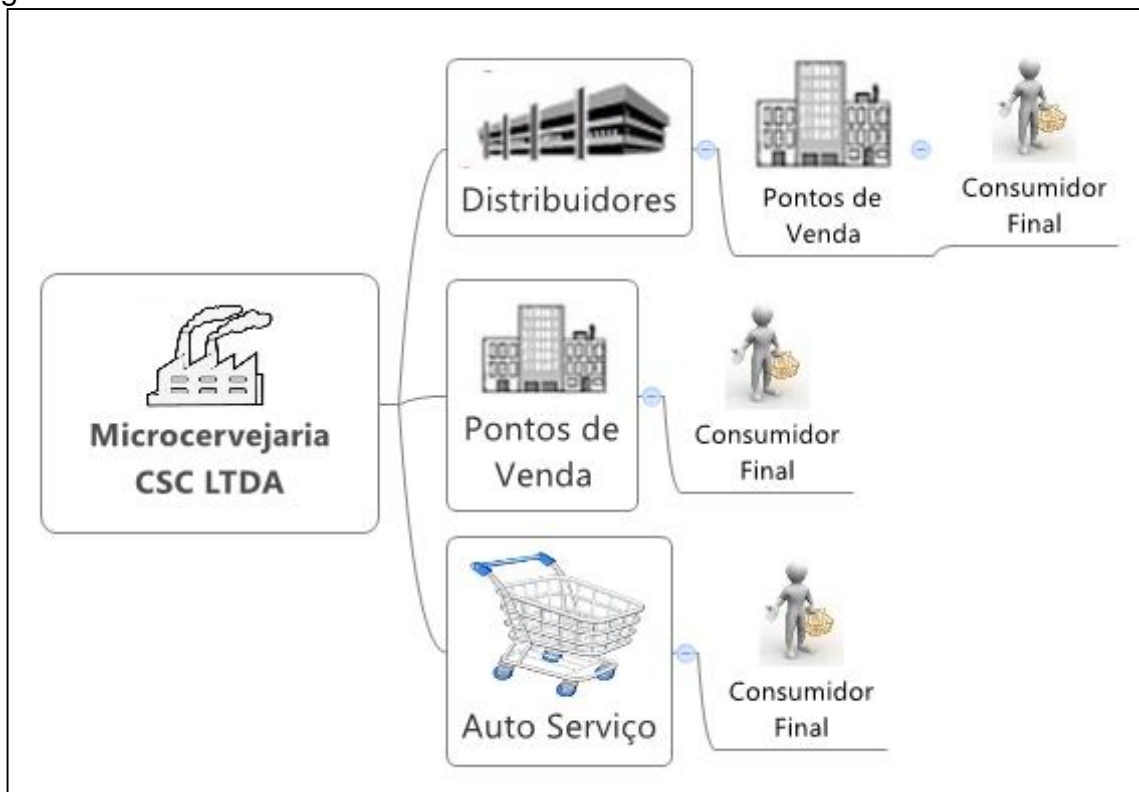 g
Distribuidores
Pontos de
Venda
Consumidor
Final
Microcervejaria
CSC LTDA
Pontos de
Venda
Consumidor
Final
Auto Serviço
Consumidor
Final